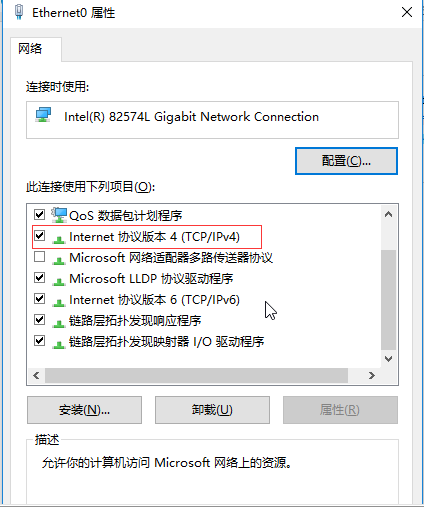 Ethernet0 属性
网络
连接时使用:
Intel(R) 82574L Gigabit Network Connection
配置(C)...
此连接使用下列项目(O):
QoS 数据包计划程序
Internet 协议版本 4 (TCP/IPv4)
Microsoft 网络适配器多路传送器协议
Microsoft LLDP 协议驱动程序
Internet 协议版本 6 (TCP/IPv6)
链路层拓扑发现响应程序
链路层拓扑发现映射器 I/O 驱动程序
安装(N)... 卸载(U) 属性(R)
描述
允许你的计算机访问 Microsoft 网络上的资源。